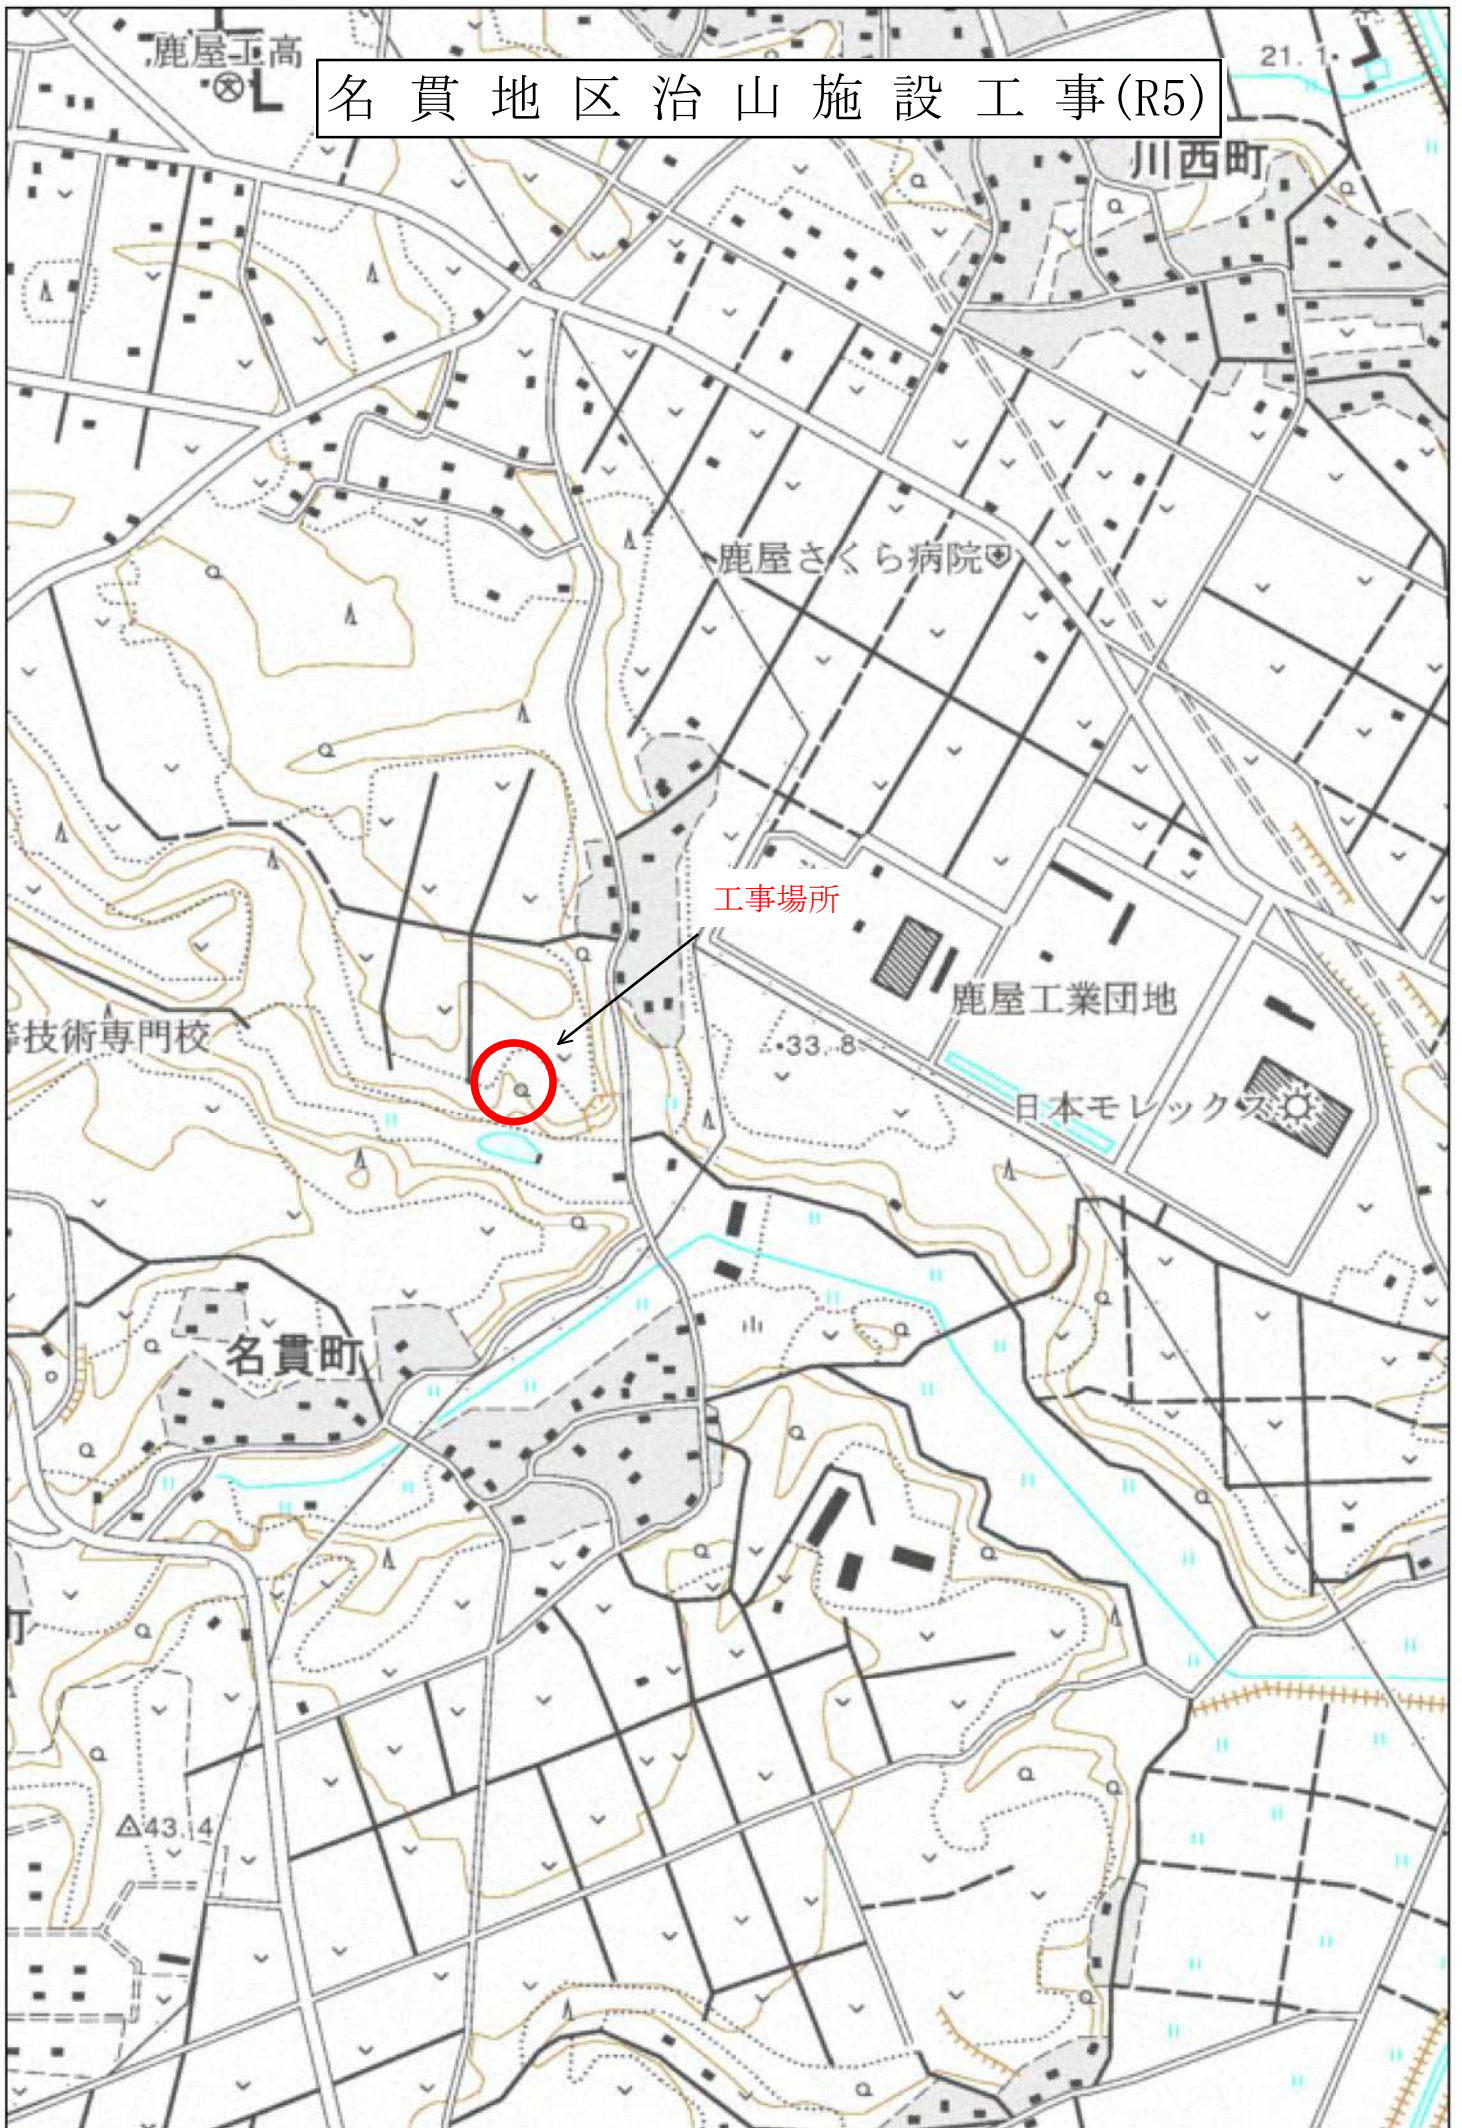 鹿屋工高
名貫地区治山施設工事(R5)
21.1
川西町
鹿屋さくら病院
工事場所
鹿屋工業団地
等技術専門校
33.8
日本モレックス
名貫町
町
43.4